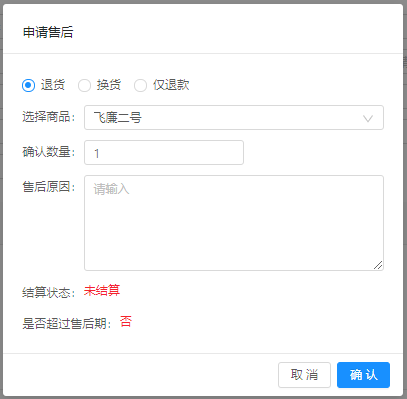 申请售后
退货 换货 仅退款
选择商品： 飞廉二号
确认数量： 1
售后原因： 请输入
结算状态： 未结算
是否超过售后期： 否
取 消 确 认